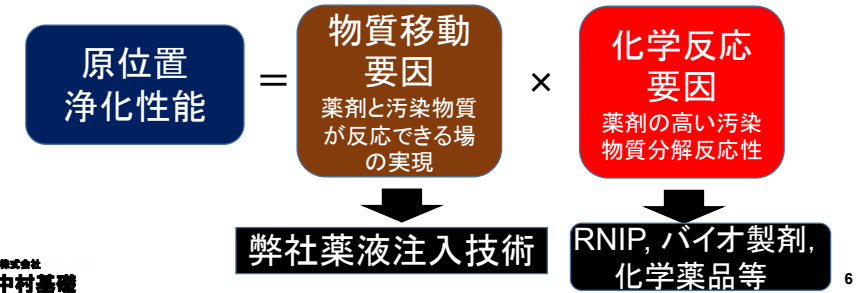 原位置
浄化性能
＝
物質移動
要因
薬剤と汚染物質
が反応できる場
の実現
×
化学反応
要因
薬剤の高い汚染
物質分解反応性
弊社薬液注入技術
RNIP, バイオ製剤,
化学薬品等
株式会社
中村基礎
6